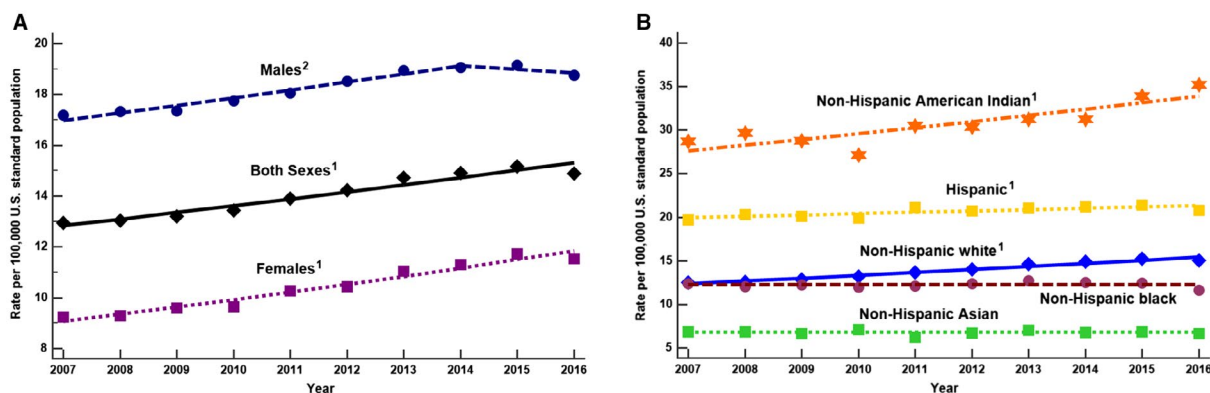 A
Rate per 100,000 U.S. standard population
20
18
16
14
12
10
8
Males²
Both Sexes¹
Females¹
2007 2008 2009 2010 2011 2012 2013 2014 2015 2016
Year
B
Rate per 100,000 U.S. standard population
40
35
30
25
20
15
10
5
Non-Hispanic American Indian¹
Hispanic¹
Non-Hispanic white¹
Non-Hispanic black
Non-Hispanic Asian
2007 2008 2009 2010 2011 2012 2013 2014 2015 2016
Year